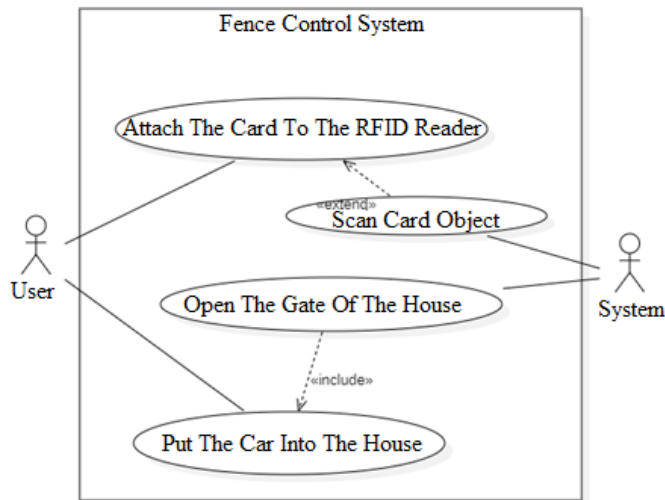 Fence Control System
Attach The Card To The RFID Reader
«extend»
Scan Card Object
User
Open The Gate Of The House
System
«include»
Put The Car Into The House